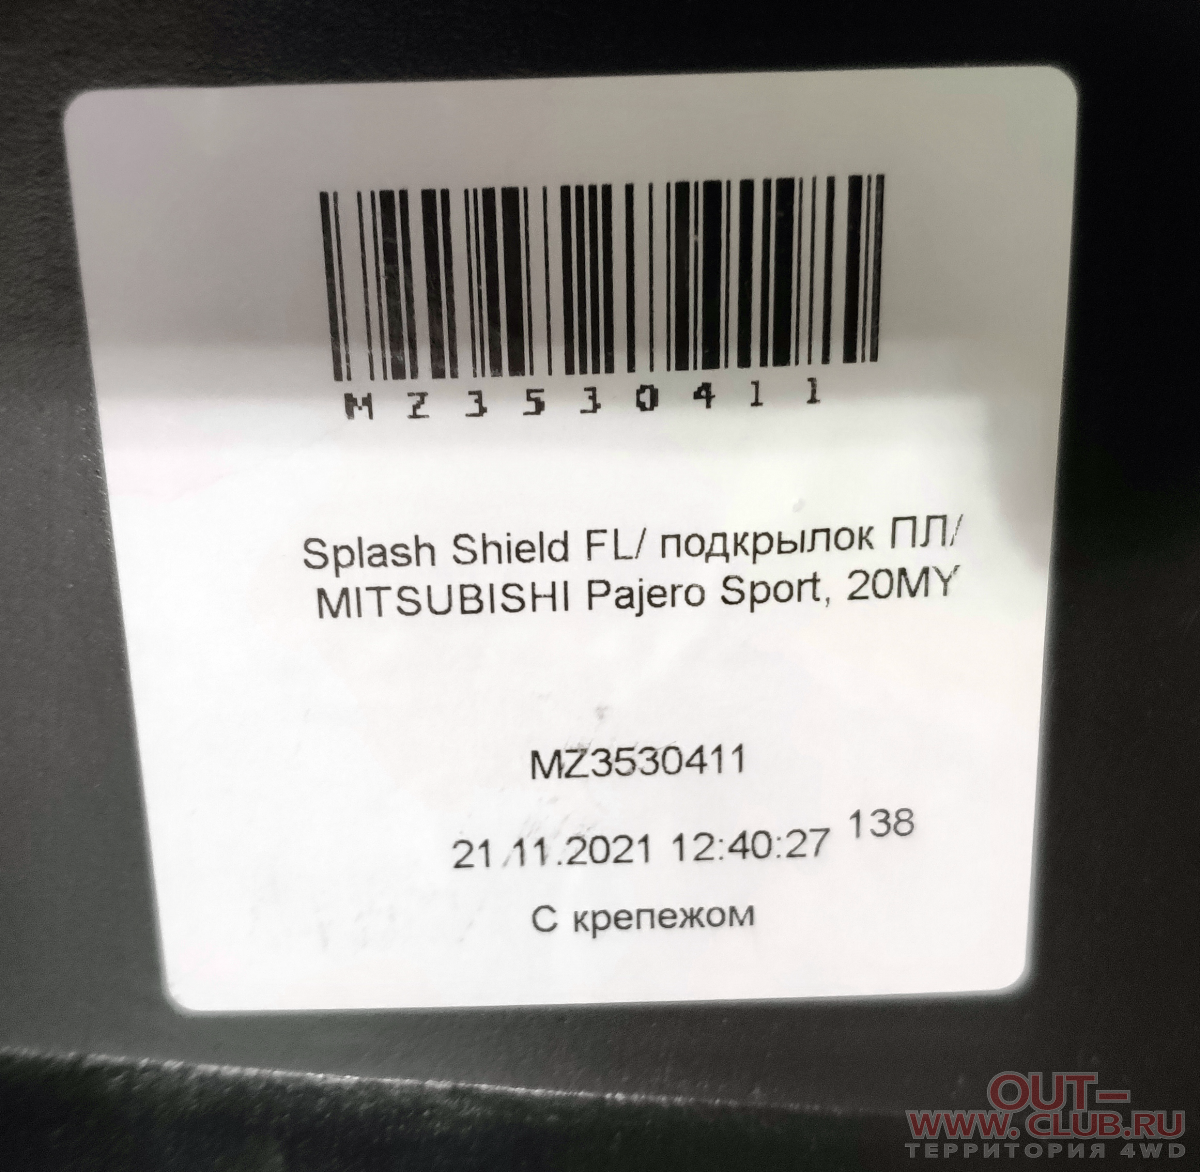 MZ3530411
Splash Shield FL/ подкрылок ПЛ/
MITSUBISHI Pajero Sport, 20MY
MZ3530411
21.11.2021 12:40:27 138
С крепежом
OUT-
WWW.CLUB.RU
ТЕРРИТОРИЯ 4WD